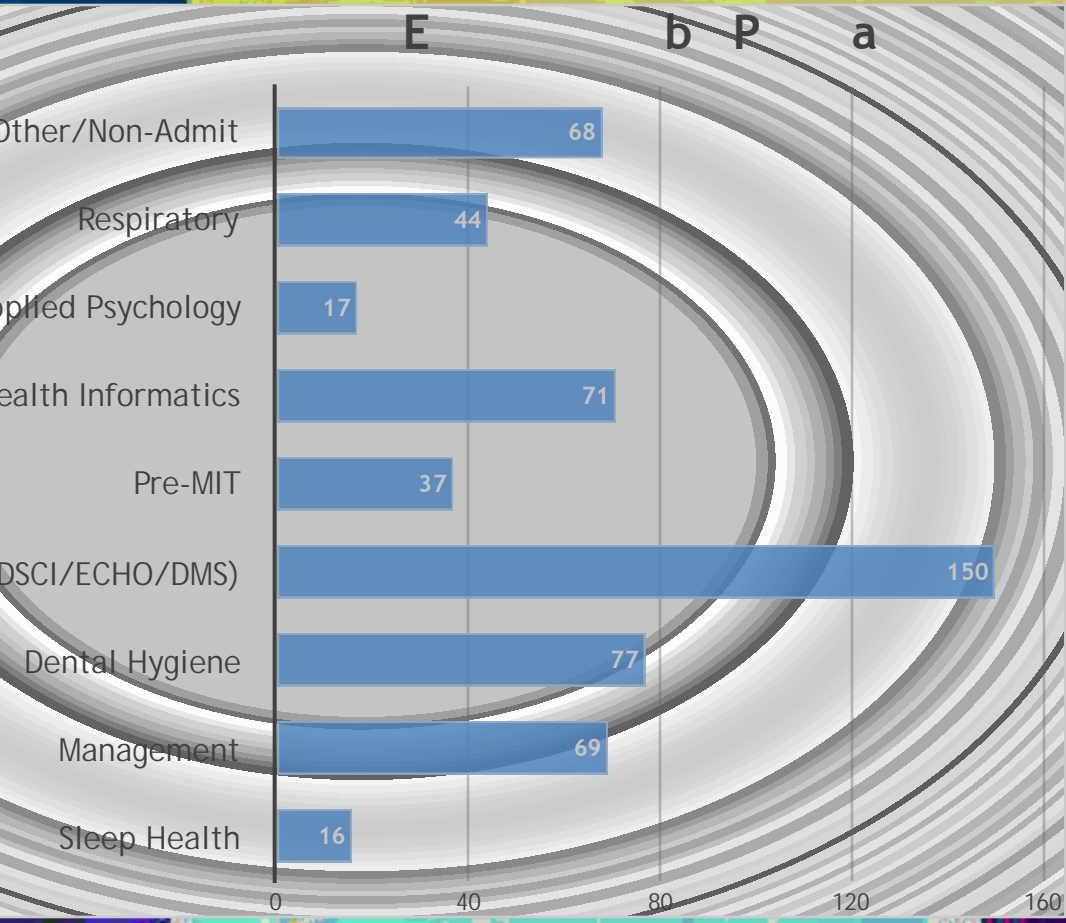 E b P a
Other/Non-Admit 68
Respiratory 44
pplied Psychology 17
ealth Informatics 71
Pre-MIT 37
DSCI/ECHO/DMS) 150
Dental Hygiene 77
Management 69
Sleep Health 16
0 40 80 120 160